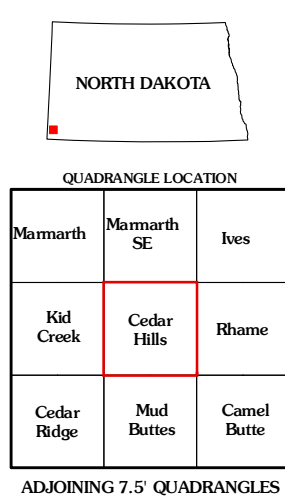 NORTH DAKOTA
QUADRANGLE LOCATION
Marmarth
Marmarth
SE
Ives
Kid
Creek
Cedar
Hills
Rhame
Cedar
Ridge
Mud
Buttes
Camel
Butte
ADJOINING 7.5' QUADRANGLES